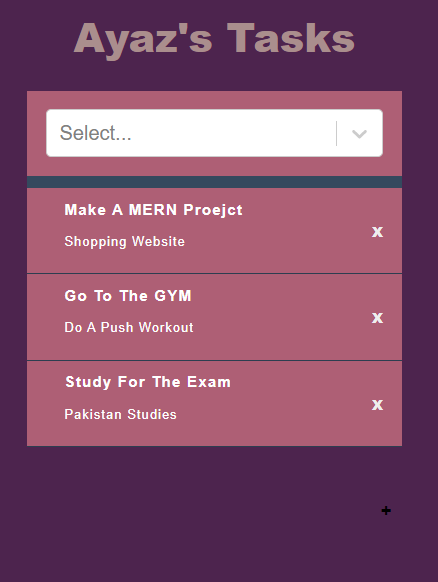 Ayaz's Tasks
Select...
Make A MERN Proejct
Shopping Website
x
Go To The GYM
Do A Push Workout
x
Study For The Exam
Pakistan Studies
x
+